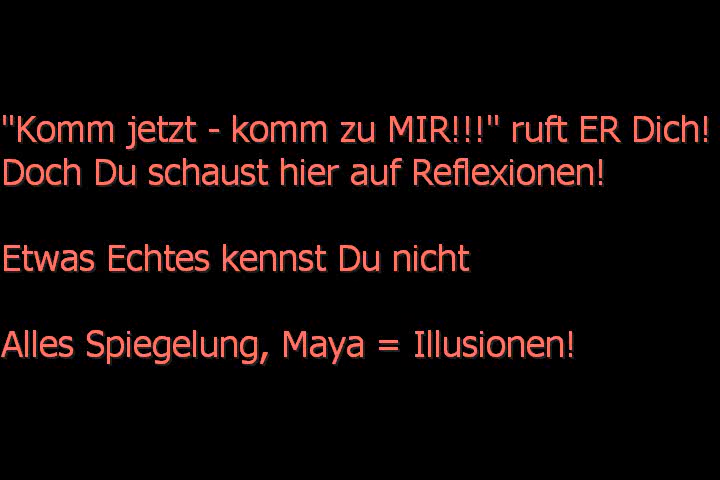 "Komm jetzt - komm zu MIR!!!" ruft ER Dich!
Doch Du schaust hier auf Reflexionen!
Etwas Echtes kennst Du nicht
Alles Spiegelung, Maya = Illusionen!